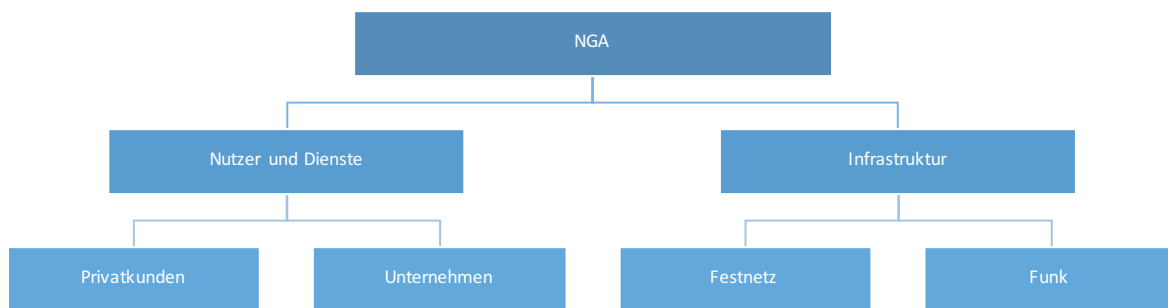 NGA
Nutzer und Dienste
Infrastruktur
Privatkunden
Unternehmen
Festnetz
Funk